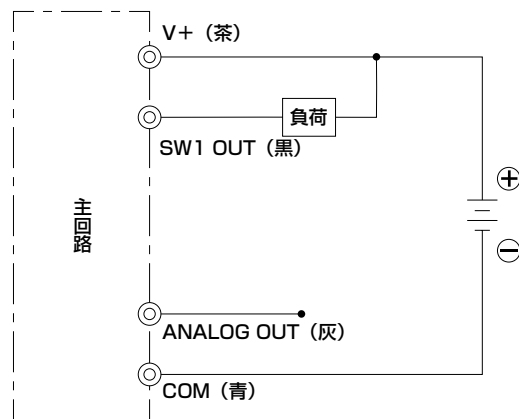 V+（茶）
負荷
SW1 OUT（黒）
主回路
+
−
ANALOG OUT（灰）
COM（青）